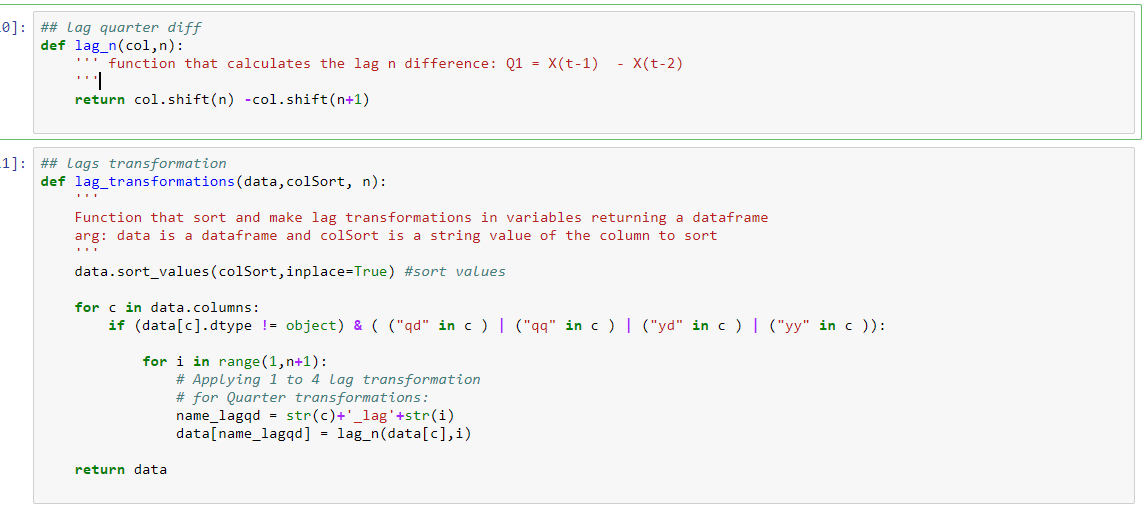 0]: ## lag quarter diff
def lag_n(col,n):
''' function that calculates the lag n difference: Q1 = X(t-1)  - X(t-2)
'''
return col.shift(n) -col.shift(n+1)
1]: ## lags transformation
def lag_transformations(data,colSort, n):
'''
Function that sort and make lag transformations in variables returning a dataframe
arg: data is a dataframe and colSort is a string value of the column to sort
'''
data.sort_values(colSort,inplace=True) #sort values
for c in data.columns:
if (data[c].dtype != object) & ( ("qd" in c ) | ("qq" in c ) | ("yd" in c ) | ("yy" in c )):
for i in range(1,n+1):
# Applying 1 to 4 lag transformation
# for Quarter transformations:
name_lagqd = str(c)+'_lag'+str(i)
data[name_lagqd] = lag_n(data[c],i)
return data